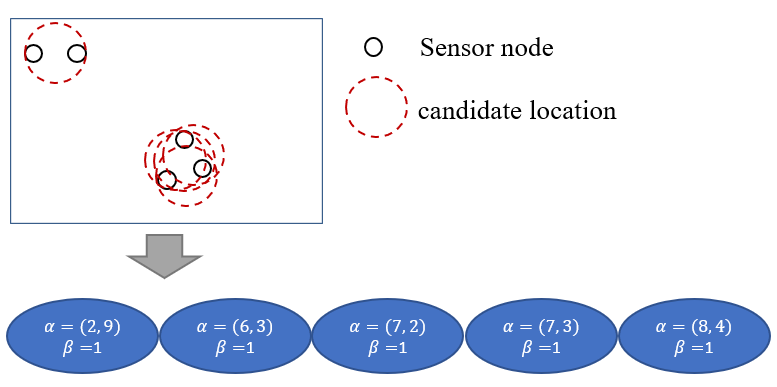 Sensor node
candidate location
α = (2, 9)
β =1
α = (6, 3)
β =1
α = (7, 2)
β =1
α = (7, 3)
β =1
α = (8, 4)
β =1